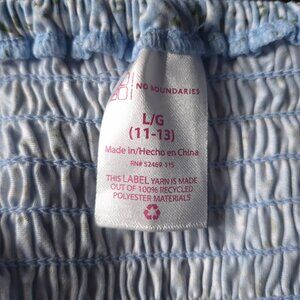 NO BOUNDARIES
L/G
(11-13)
Made in/Hecho en China
RN# 52469-115
THIS LABEL YARN IS MADE
OUT OF 100% RECYCLED
POLYESTER MATERIALS